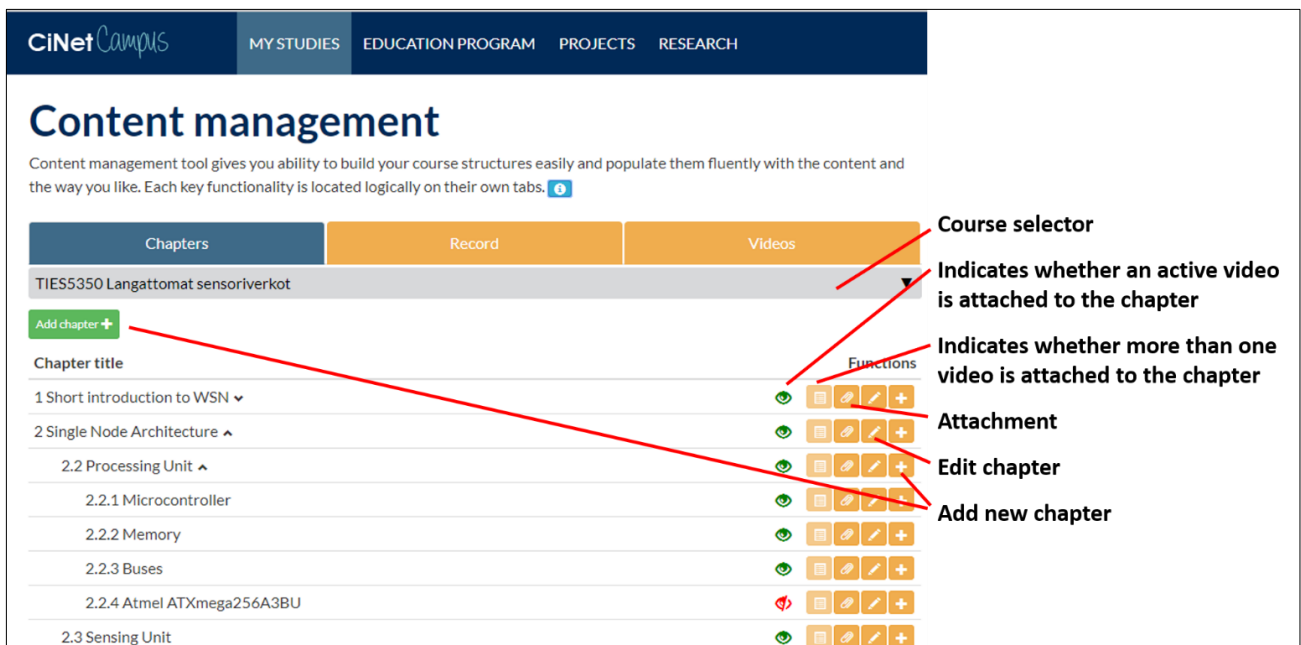 CiNet Campus
MY STUDIES EDUCATION PROGRAM PROJECTS RESEARCH
Content management
Content management tool gives you ability to build your course structures easily and populate them fluently with the content and
the way you like. Each key functionality is located logically on their own tabs.
Chapters Record Videos
TIES5350 Langattomat sensoriverkot
Add chapter
Chapter title Functions
1 Short introduction to WSN
2 Single Node Architecture
2.2 Processing Unit
2.2.1 Microcontroller
2.2.2 Memory
2.2.3 Buses
2.2.4 Atmel ATXmega256A3BU
2.3 Sensing Unit
Course selector
Indicates whether an active video
is attached to the chapter
Indicates whether more than one
video is attached to the chapter
Attachment
Edit chapter
Add new chapter